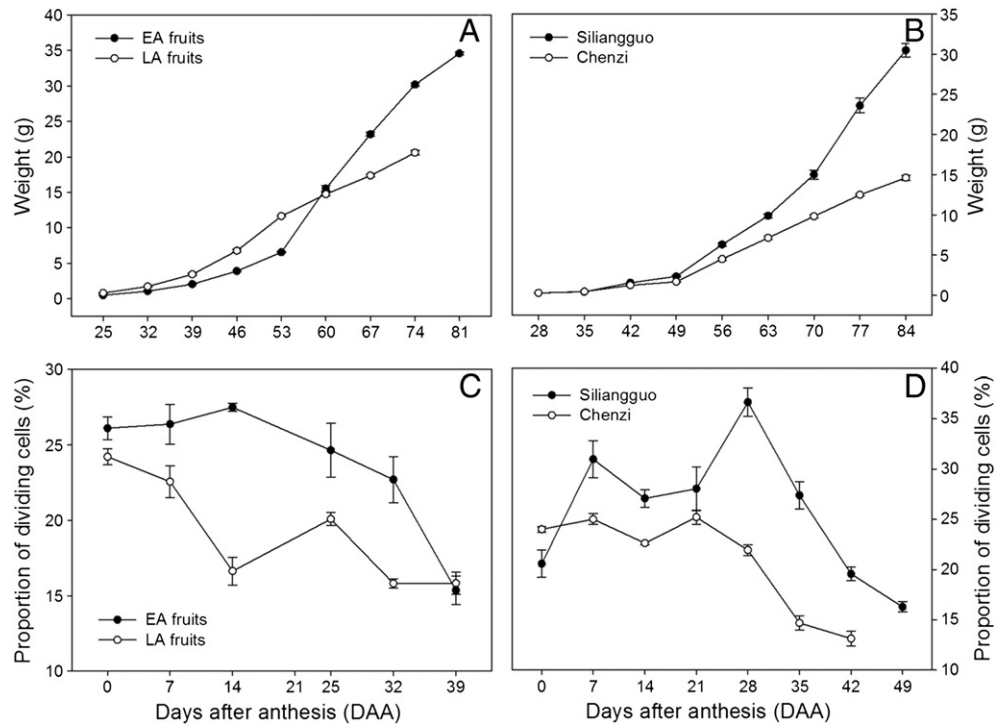 A
EA fruits
LA fruits
Weight (g)
40
35
30
25
20
15
10
5
0
25 32 39 46 53 60 67 74 81
B
Siliangguo
Chenzi
Weight (g)
35
30
25
20
15
10
5
0
28 35 42 49 56 63 70 77 84
C
Proportion of dividing cells (%)
30
25
20
15
10
EA fruits
LA fruits
0 7 14 21 25 32 39
Days after anthesis (DAA)
D
Siliangguo
Chenzi
Proportion of dividing cells (%)
40
35
30
25
20
15
10
0 7 14 21 28 35 42 49
Days after anthesis (DAA)